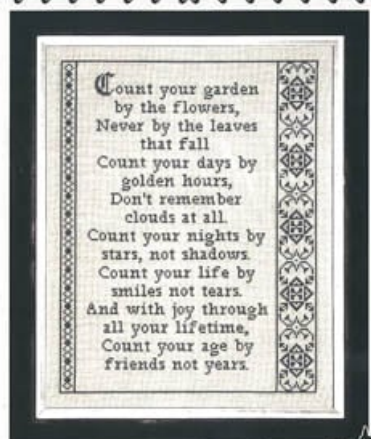 Count your garden
by the flowers,
Never by the leaves
that fall
Count your days by
golden hours,
Don't remember
clouds at all.
Count your nights by
stars, not shadows.
Count your life by
smiles not tears.
And with joy through
all your lifetime,
Count your age by
friends not years.